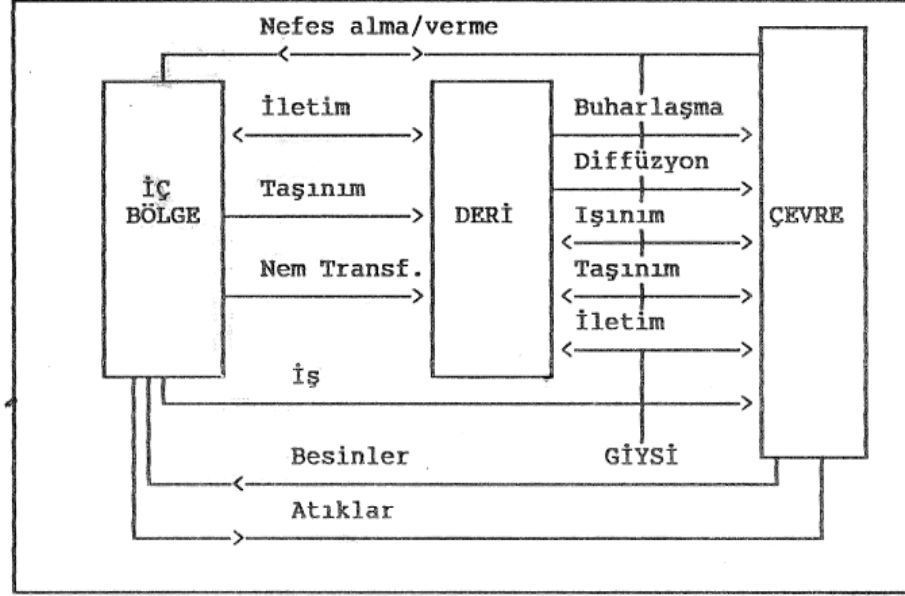 Nefes alma/verme
İletim
Buharlaşma
Diffüzyon
İÇ
BÖLGE
Taşınım
DERİ
Işınım
ÇEVRE
Nem Transf.
Taşınım
İletim
İş
Besinler
GİYSİ
Atıklar